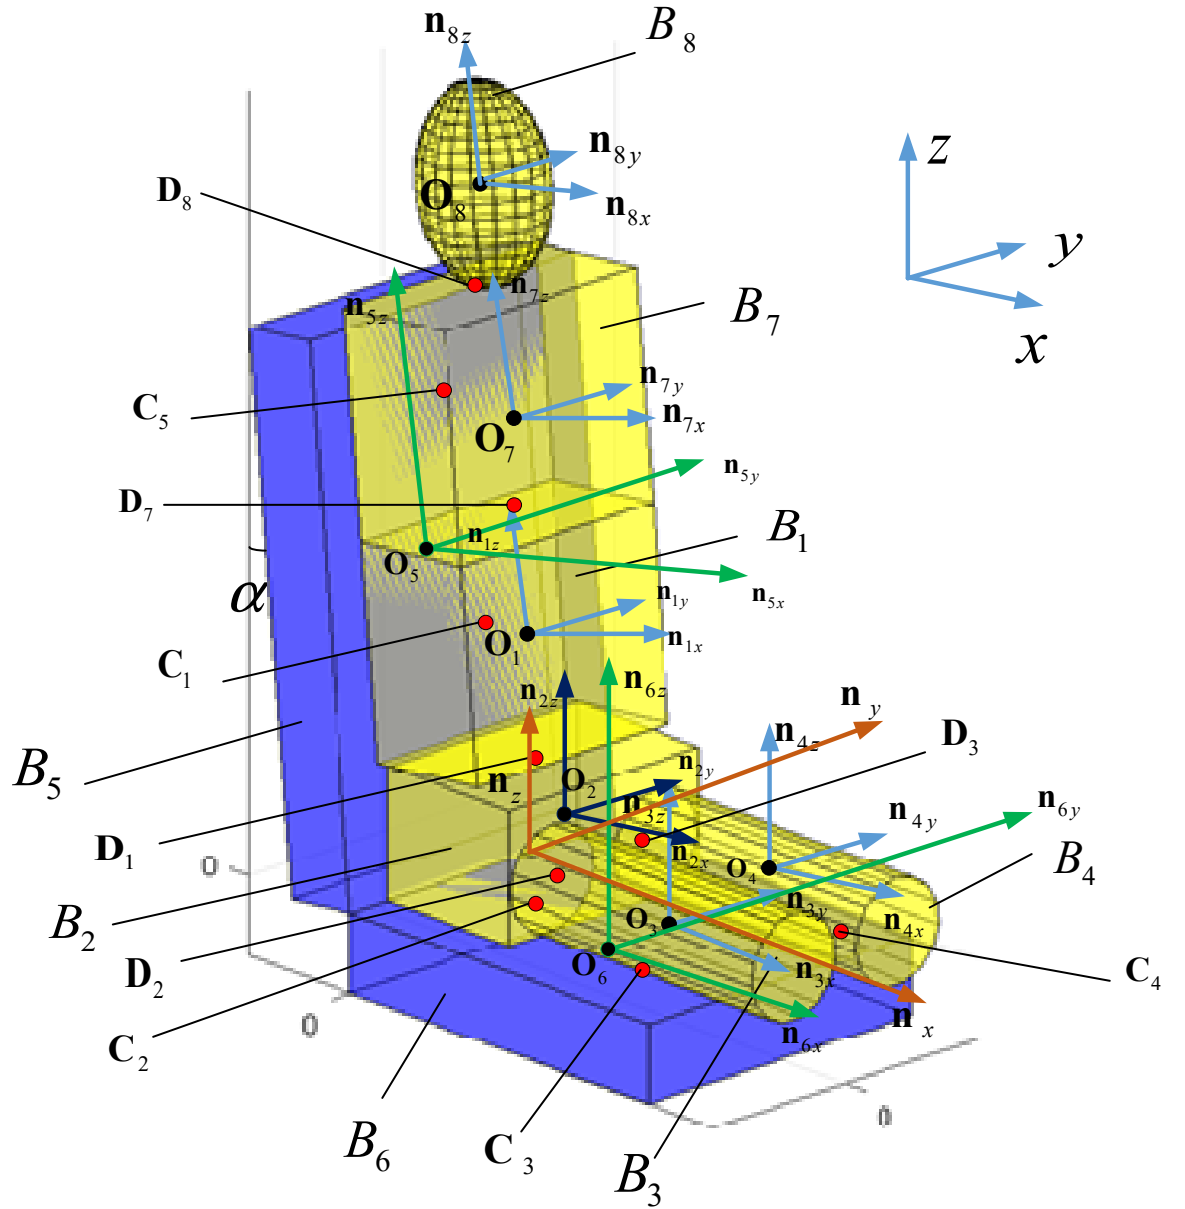 n8z
B8
z
n8y
D8
O8
n8x
y
n7z
n5z
B7
x
n7y
C5
n7x
O7
n5y
D7
n1z
B1
O5
α
n5x
n1y
O1
n1x
C1
n2z
n6z
ny
n4z
D3
B5
nz
O2
n2y
n3z
n6y
D1
n4y
n2x
B4
0
O4
n3y
B2
O3
n4x
D2
O6
n3x
C4
0
nx
n6x
C2
0
B6
C3
B3